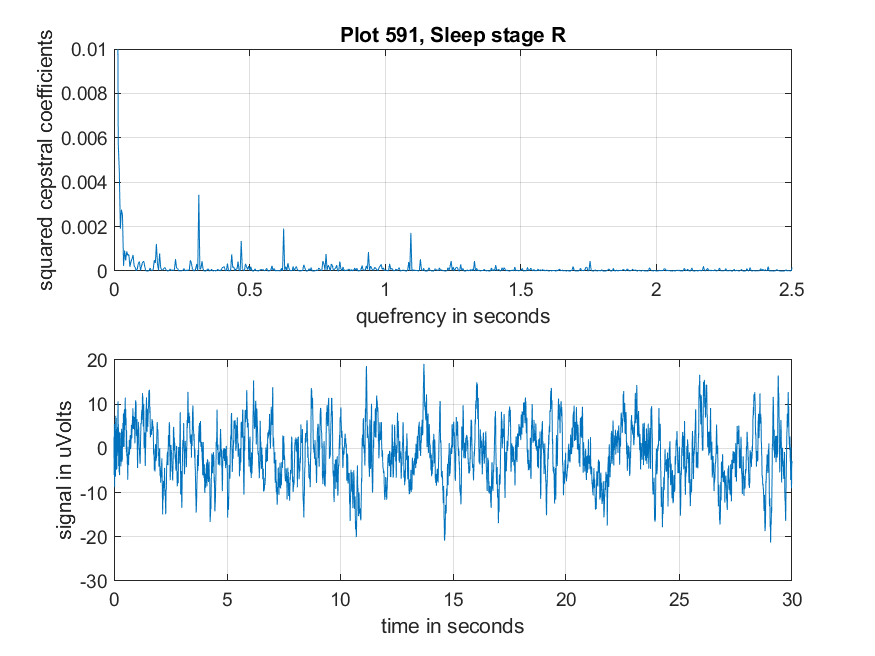 Plot 591, Sleep stage R
squared cepstral coefficients
0.01
0.008
0.006
0.004
0.002
0
0 0.5 1 1.5 2 2.5
quefrency in seconds
signal in uVolts
20
10
0
-10
-20
-30
0 5 10 15 20 25 30
time in seconds